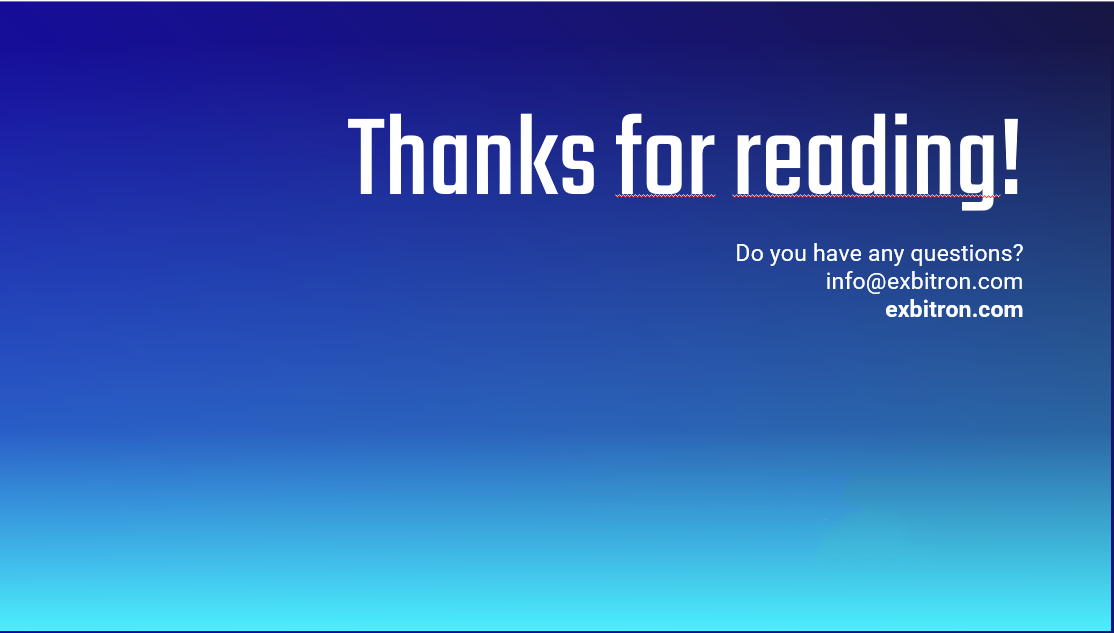 Thanks for reading!
Do you have any questions?
info@exbitron.com
exbitron.com